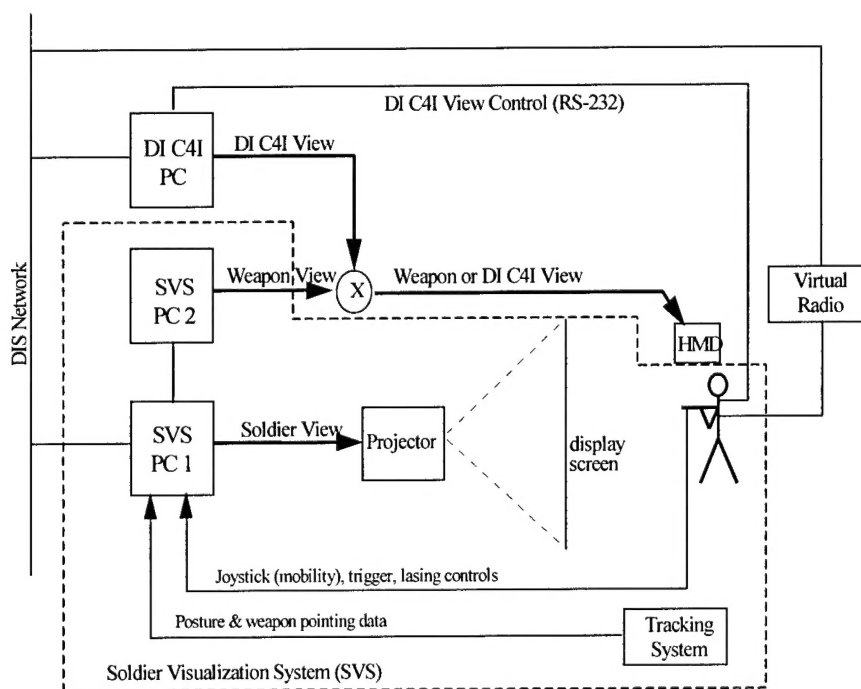 DI C4I View Control (RS-232)
DI C4I
PC
DI C4I View
SVS
PC 2
Weapon View
X
Weapon or DI C4I View
HMD
Virtual
Radio
DIS Network
SVS
PC 1
Soldier View
Projector
display
screen
Joystick (mobility), trigger, lasing controls
Posture & weapon pointing data
Tracking
System
Soldier Visualization System (SVS)